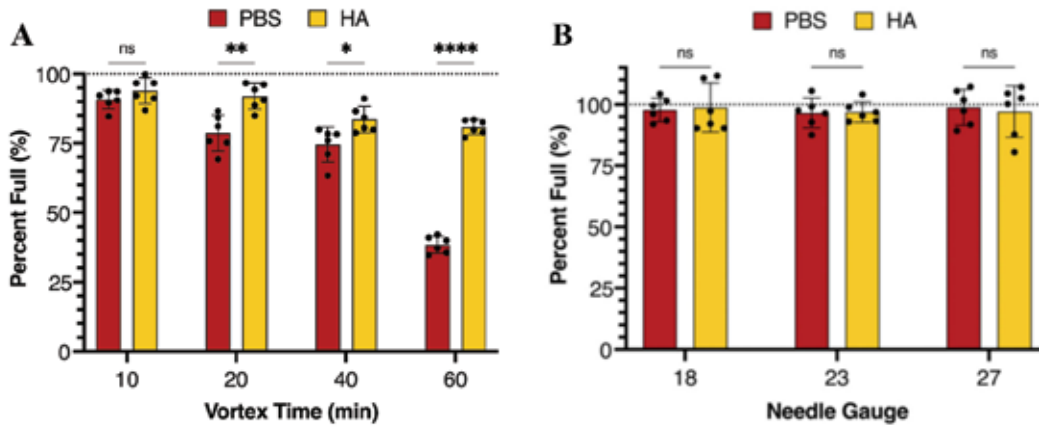 A
PBS HA
ns ** * ****
Percent Full (%)
100
75
50
25
0
10 20 40 60
Vortex Time (min)
B
PBS HA
ns ns ns
Percent Full (%)
100
75
50
25
0
18 23 27
Needle Gauge